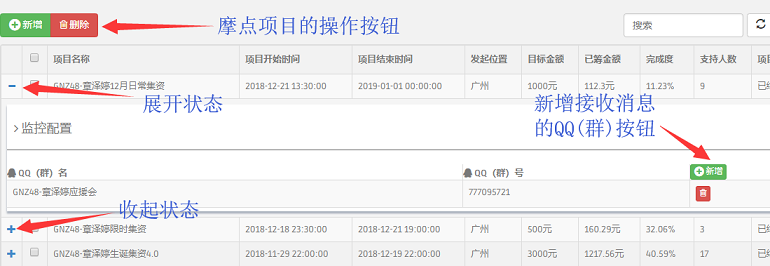 新增 删除 摩点项目的操作按钮 搜索
项目名称 项目开始时间 项目结束时间 发起位置 目标金额 已筹金额 完成度 支持人数 项
GNZ48-章泽婷12月日常集资 2018-12-21 13:30:00 2019-01-01 00:00:00 广州 1000元 112.3元 11.23% 9 已结
展开状态
新增接收消息
的QQ(群)按钮
监控配置
QQ（群）名 QQ（群）号 新增
GNZ48-章泽婷应援会 777095721
收起状态
GNZ48-章泽婷限时集资 2018-12-18 23:30:00 2018-12-21 19:00:00 广州 500元 160.29元 32.06% 3 已结
GNZ48-章泽婷生诞集资4.0 2018-11-29 22:00:00 2018-12-19 22:00:00 广州 3000元 1217.56元 40.59% 17 已结